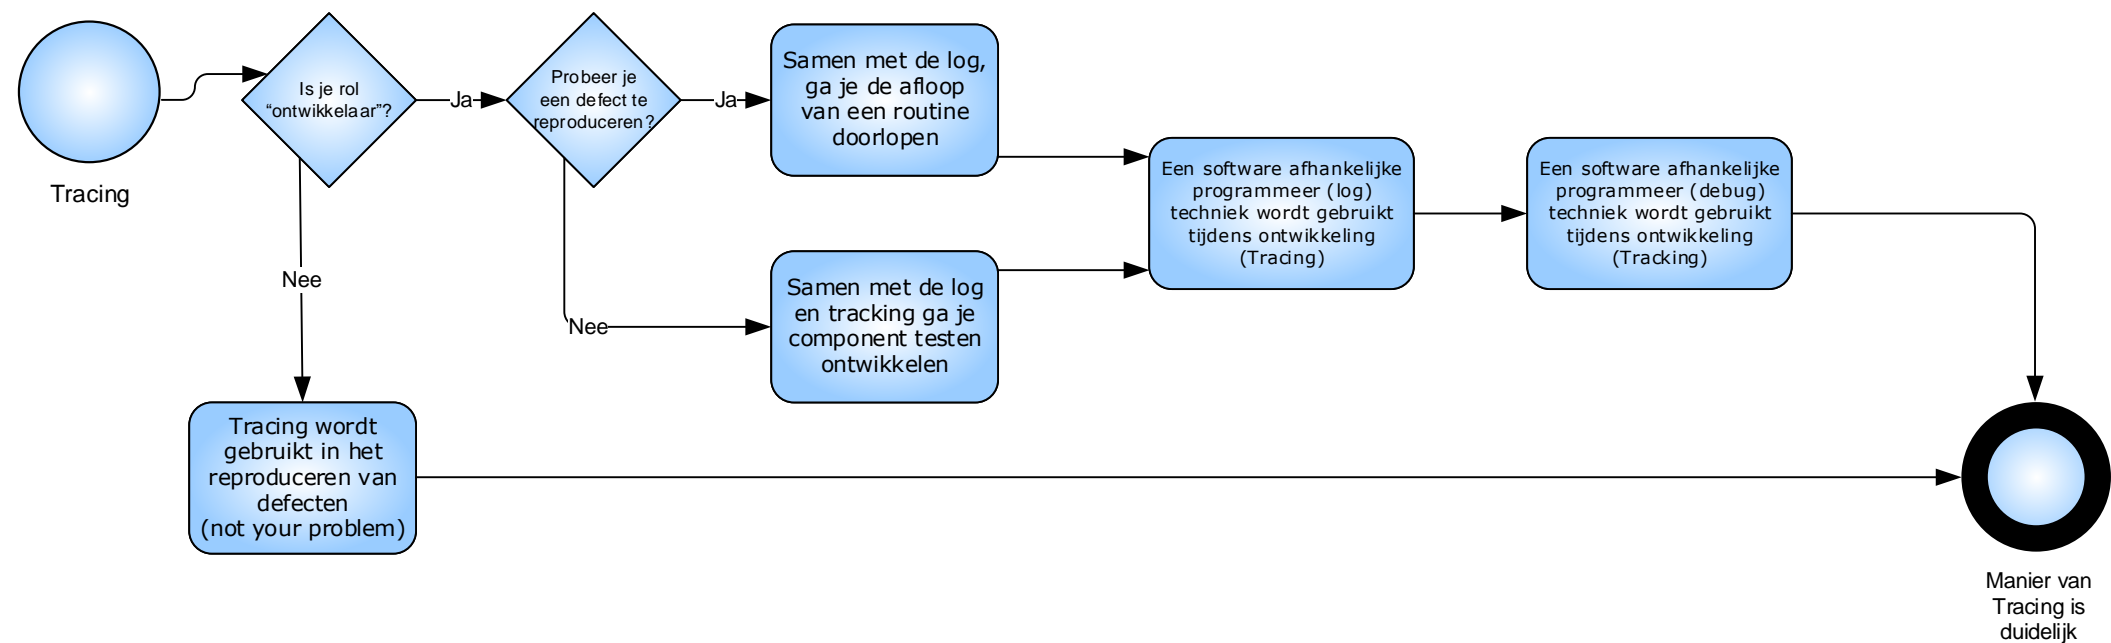 Tracing
Is je rol
“ontwikkelaar”?
Ja
Probeer je
een defect te
reproduceren?
Ja
Samen met de log,
ga je de afloop
van een routine
doorlopen
Een software afhankelijke
programmeer (log)
techniek wordt gebruikt
tijdens ontwikkeling
(Tracing)
Een software afhankelijke
programmeer (debug)
techniek wordt gebruikt
tijdens ontwikkeling
(Tracking)
Nee
Nee
Samen met de log
en tracking ga je
component testen
ontwikkelen
Tracing wordt
gebruikt in het
reproduceren van
defecten
(not your problem)
Manier van
Tracing is
duidelijk